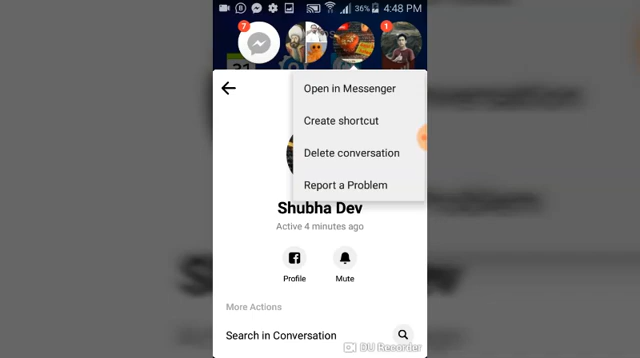 36% 4:48 PM
7
1
31
Open in Messenger
Create shortcut
Delete conversation
Report a Problem
Shubha Dev
Active 4 minutes ago
Profile Mute
More Actions
Search in Conversation
DU Recorder